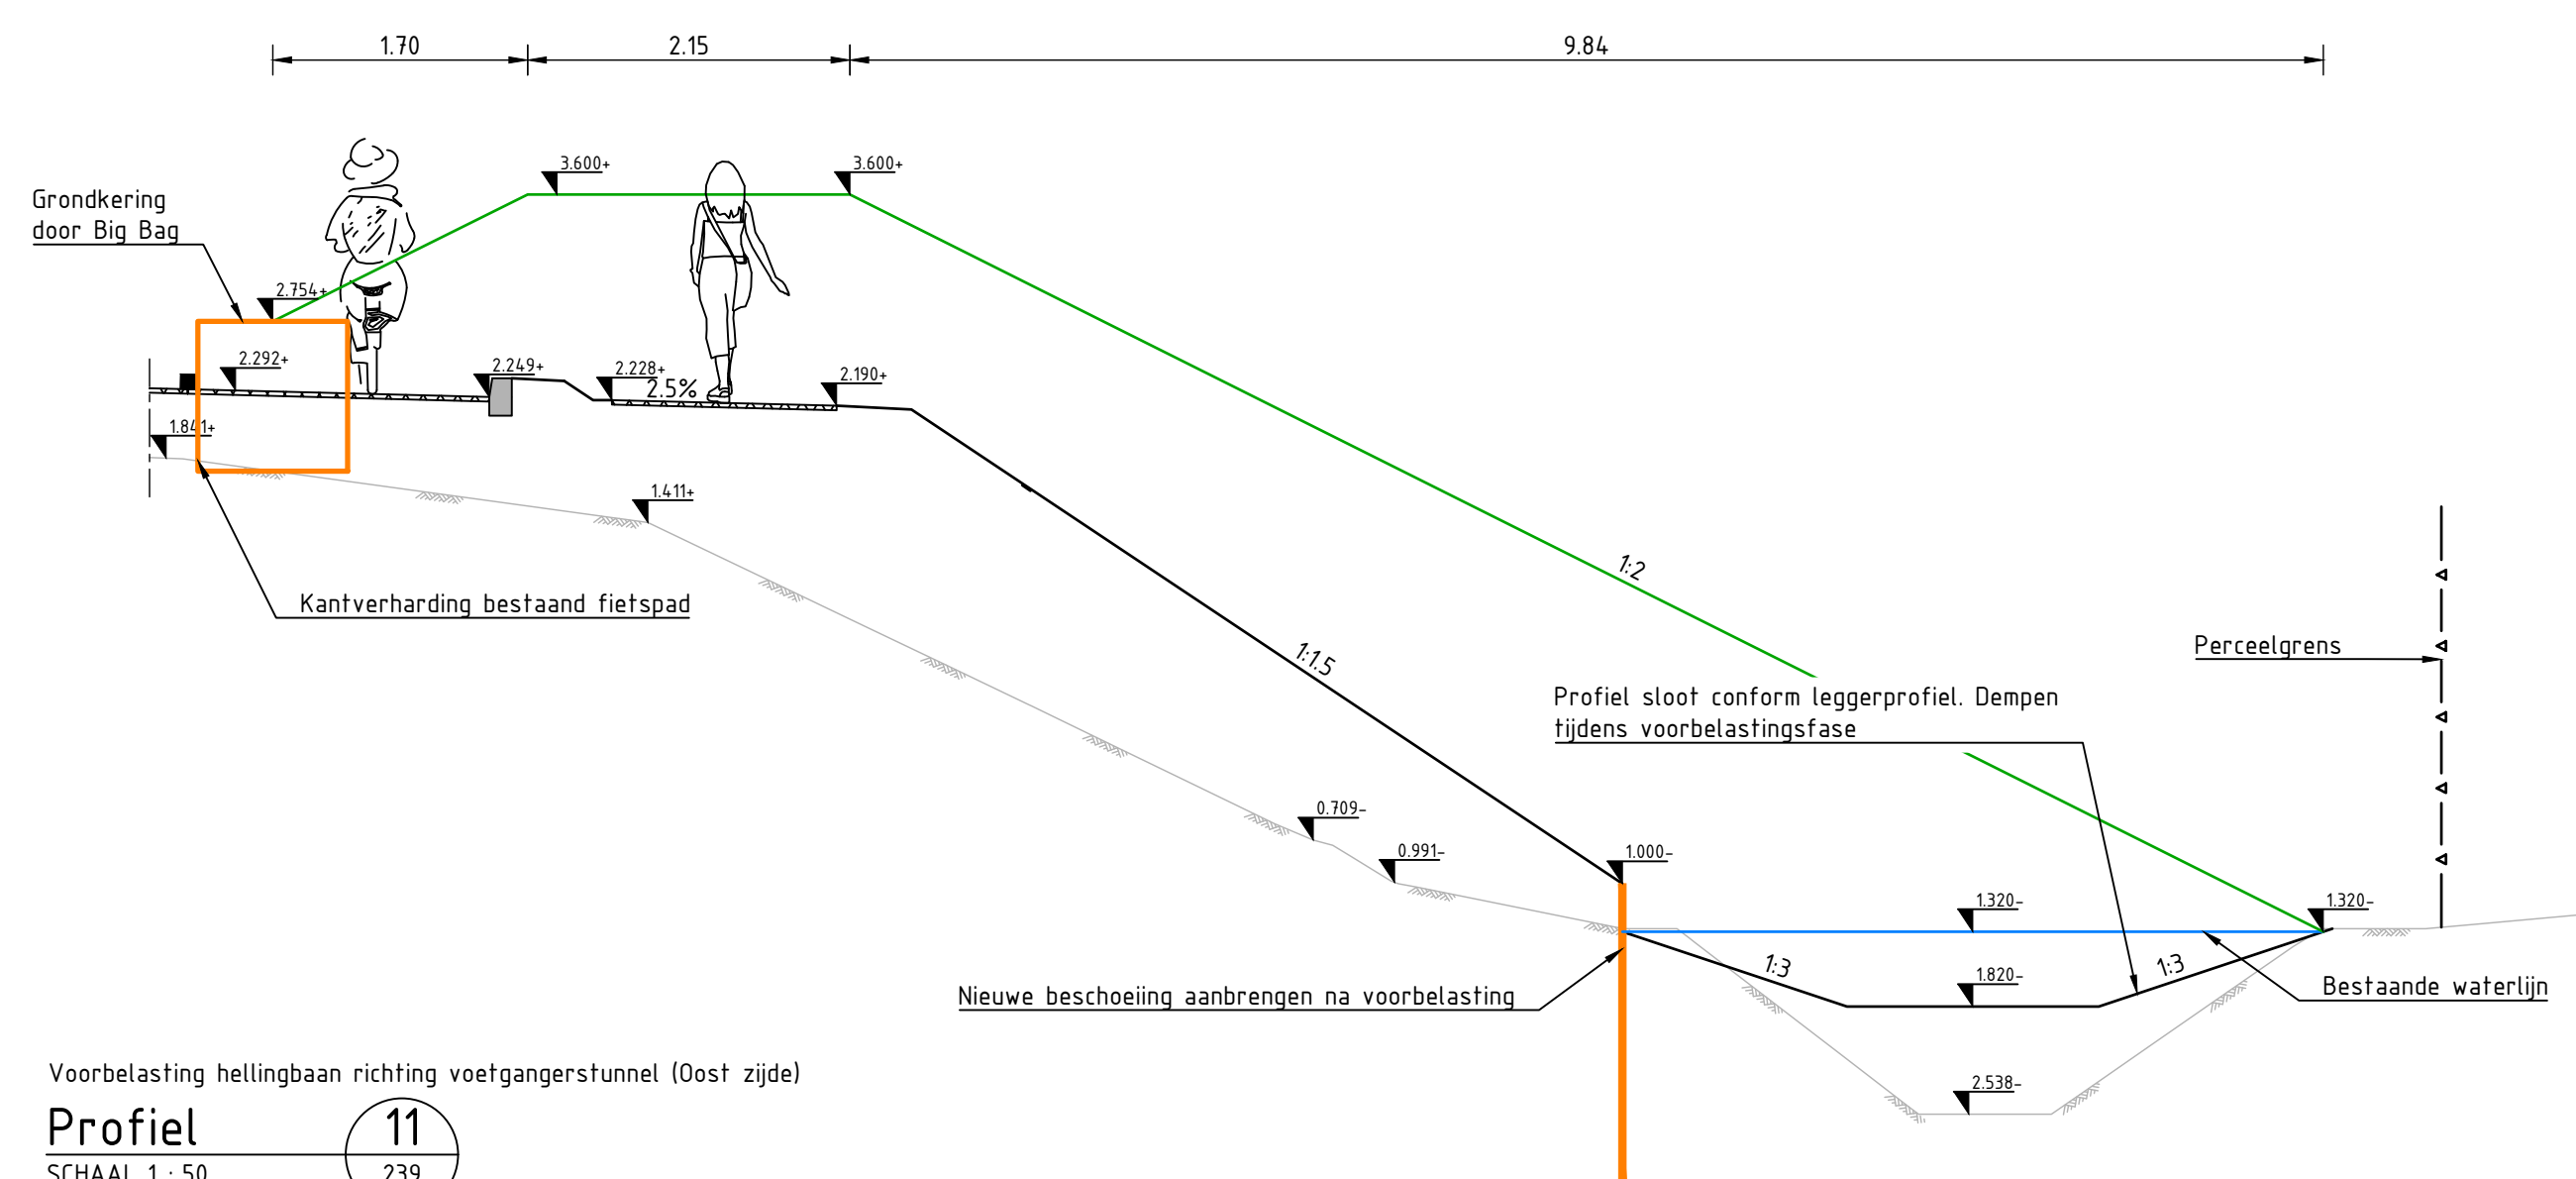 1.70
2.15
9.84
3.600+
3.600+
Grondkering
door Big Bag
2.754+
2.292+
2.249+
2.228+
2.5%
2.190+
1.841+
1.411+
1:2
Kantverharding bestaand fietspad
1:1.5
Perceelgrens
Profiel sloot conform leggerprofiel. Dempen
tijdens voorbelastingsfase
0.709-
0.991-
1.000-
1.320-
1.320-
1:3
1:3
1.820-
Nieuwe beschoeiing aanbrengen na voorbelasting
Bestaande waterlijn
2.538-
Voorbelasting hellingbaan richting voetgangerstunnel (Oost zijde)
Profiel
11
SCHAAL 1 : 50
239